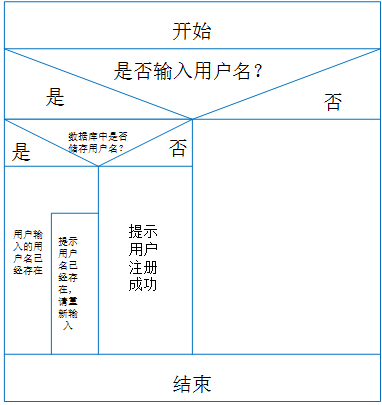 开始
是否输入用户名？
是
否
数据库中是否
储存用户名？
是
否
用户输
入的用
户名已
经存在
提示
用户
名已
经存
在，
请重
新输
入
提示
用户
注册
成功
结束